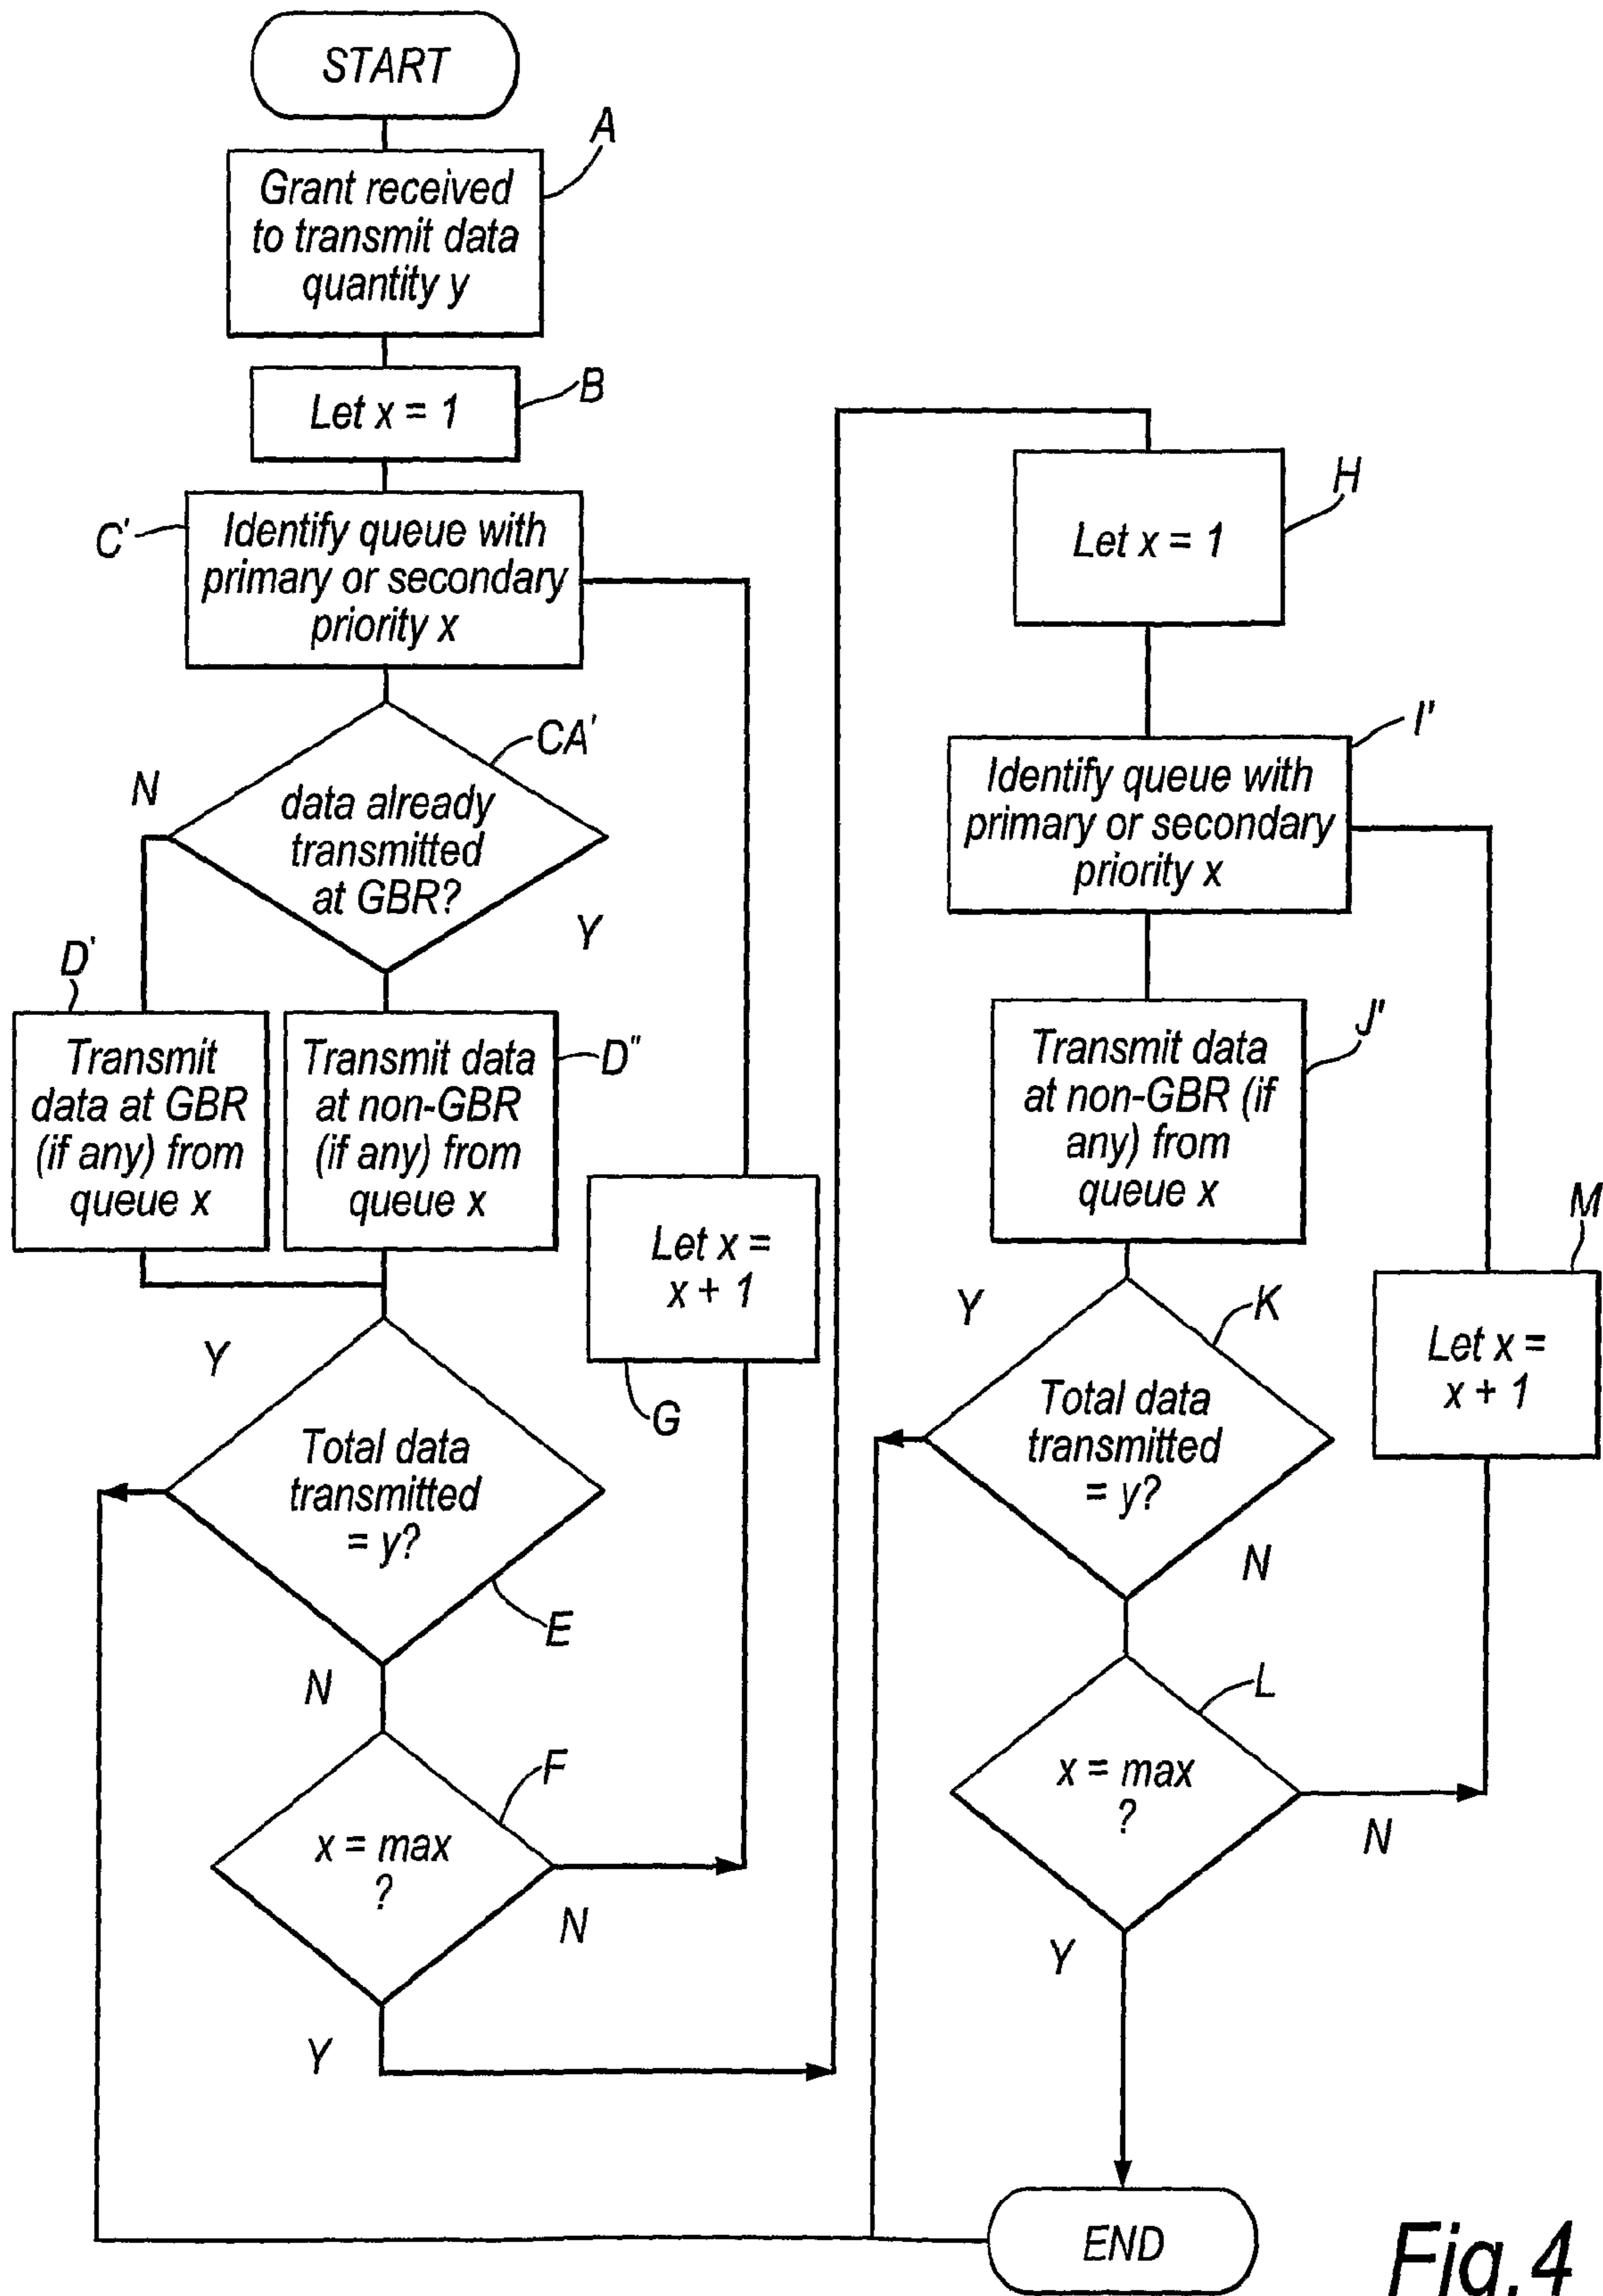 START
A
Grant received
to transmit data
quantity y
B
Let x = 1
C'
Identify queue with
primary or secondary
priority x
CA'
N
data already
transmitted
at GBR?
Y
D'
Transmit
data at GBR
(if any) from
queue x
Transmit data
at non-GBR
(if any) from
queue x
D"
Let x =
x + 1
G
Y
Total data
transmitted
= y?
E
N
F
x = max
?
N
Y
H
Let x = 1
I'
Identify queue with
primary or secondary
priority x
J'
Transmit data
at non-GBR (if
any) from
queue x
M
Let x =
x + 1
Y
K
Total data
transmitted
= y?
N
L
x = max
?
N
Y
END
Fig.4